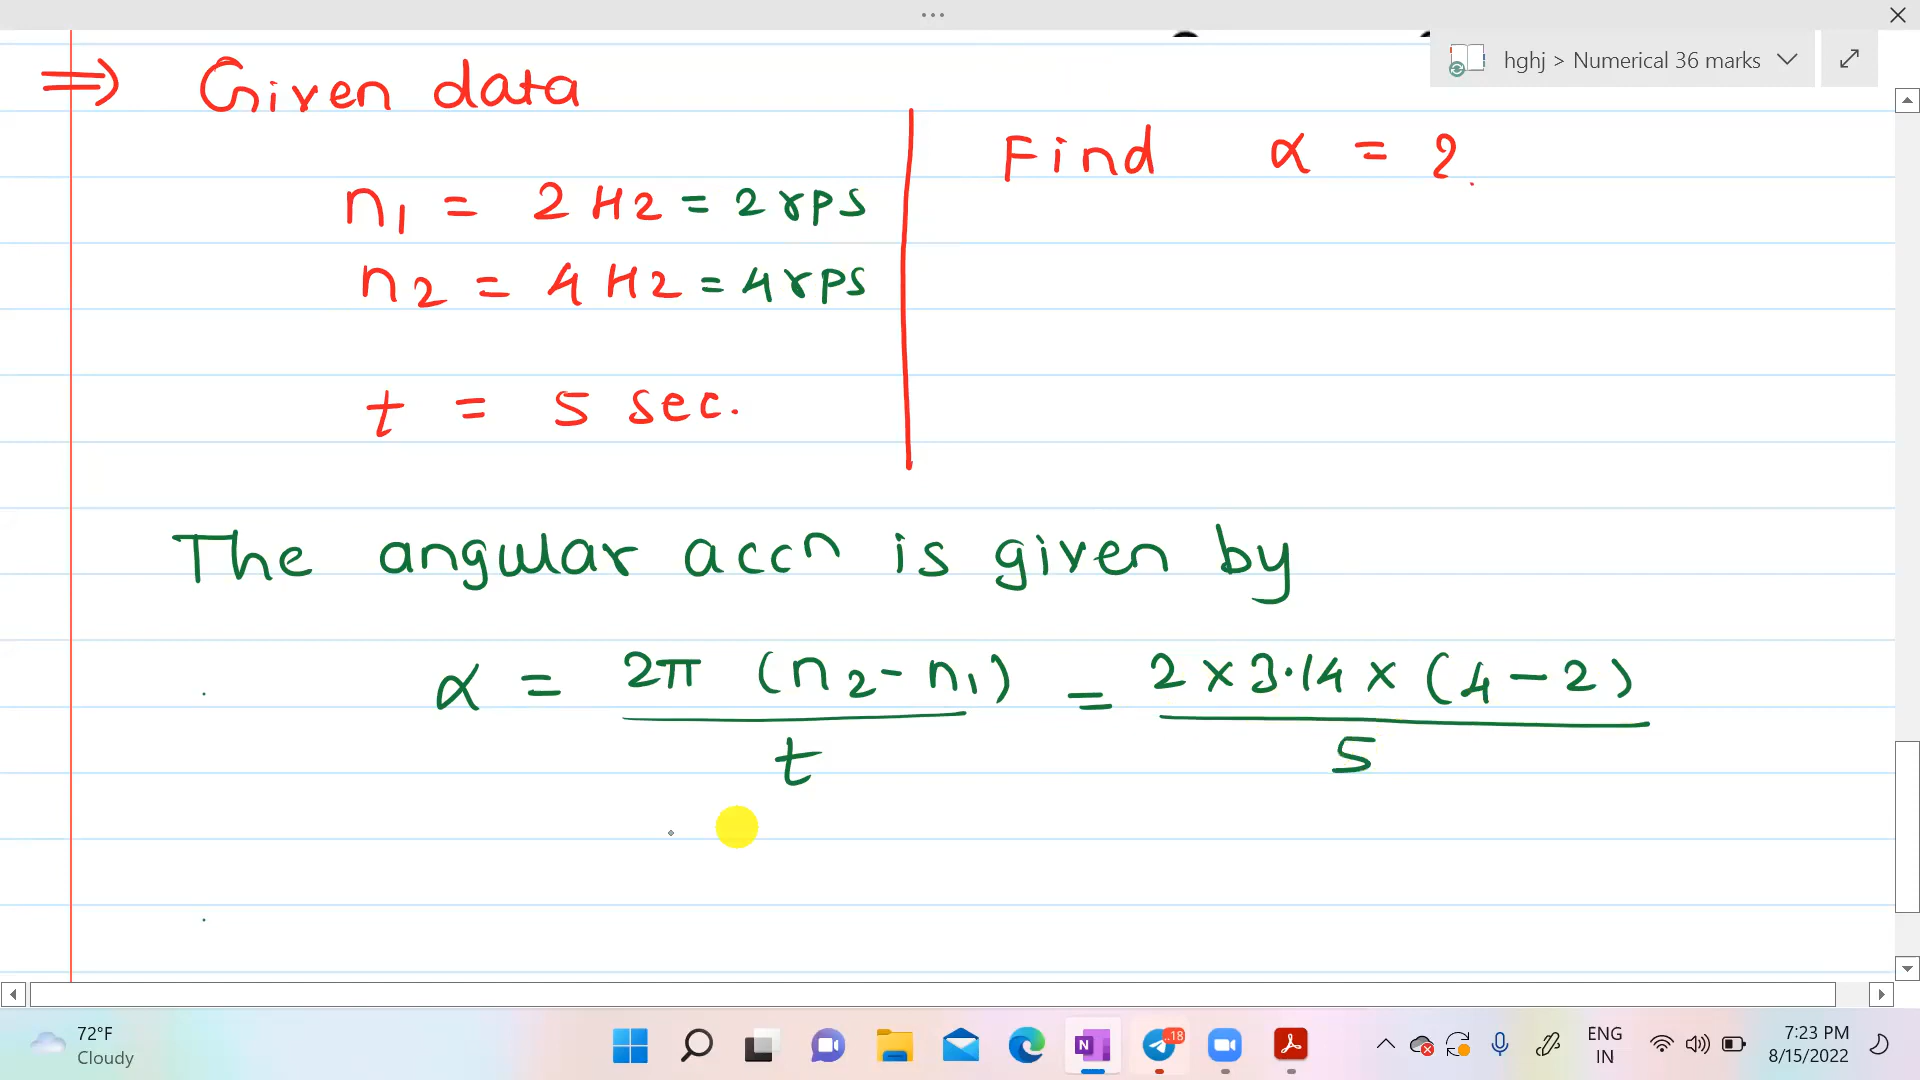 hghj > Numerical 36 marks
⇒ Given data
n1 = 2 Hz = 2 rps
n2 = 4 Hz = 4 rps
t = 5 sec.
Find α = ?
The angular accn is given by
α = 2π (n2 - n1) / t = 2 × 3.14 × (4 - 2) / 5
72°F
Cloudy
..18
ENG
IN
7:23 PM
8/15/2022